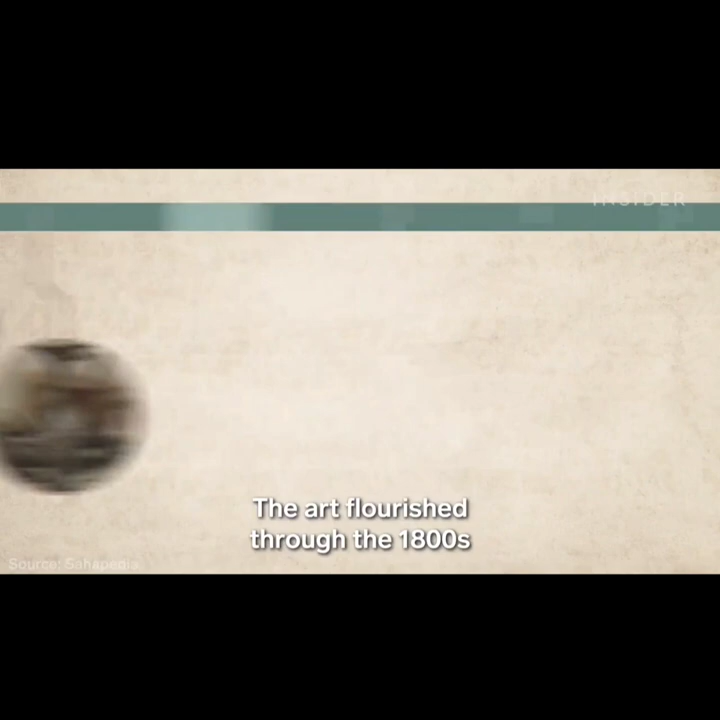 INSIDER
The art flourished
through the 1800s
Source: Sahapedia